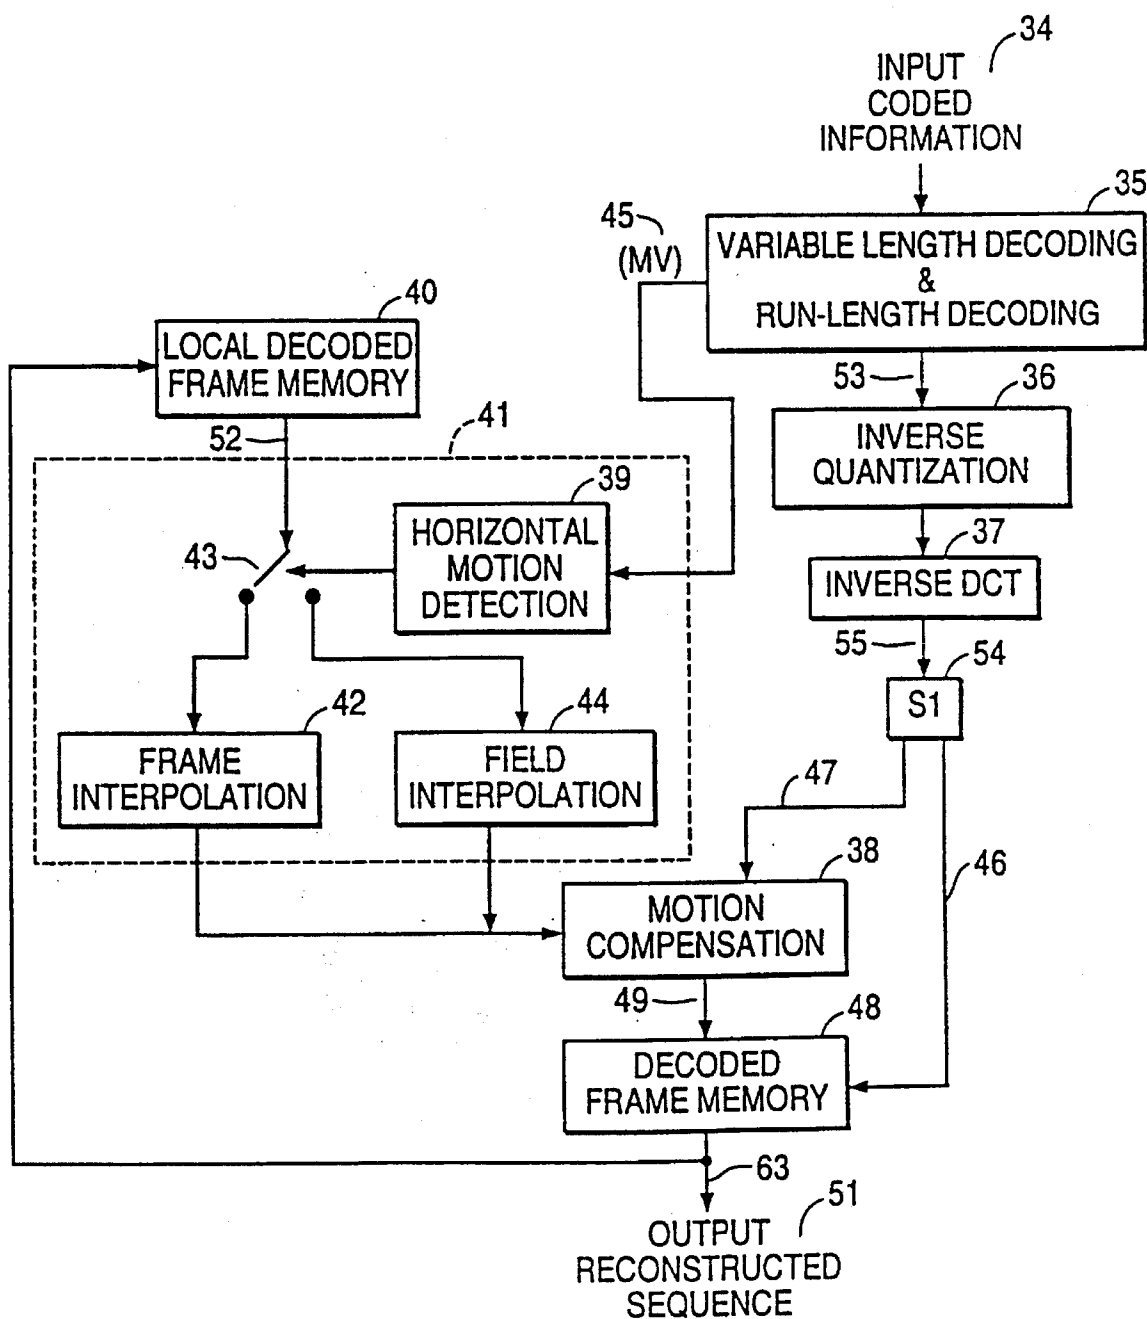 34
INPUT
CODED
INFORMATION
35
45
(MV)
VARIABLE LENGTH DECODING
&
RUN-LENGTH DECODING
40
LOCAL DECODED
FRAME MEMORY
53
36
INVERSE
QUANTIZATION
52
41
39
HORIZONTAL
MOTION
DETECTION
43
37
INVERSE DCT
55
54
S1
42
FRAME
INTERPOLATION
44
FIELD
INTERPOLATION
47
38
46
MOTION
COMPENSATION
49
48
DECODED
FRAME MEMORY
63
51
OUTPUT
RECONSTRUCTED
SEQUENCE